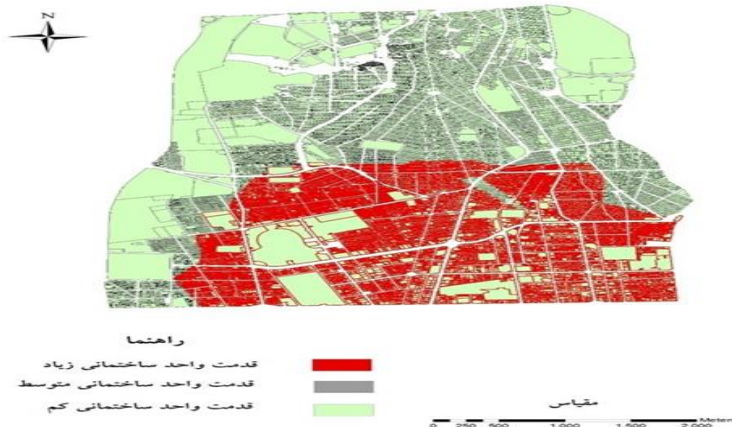 N
راهنما
قدمت واحد ساختمانی زیاد
قدمت واحد ساختمانی متوسط
قدمت واحد ساختمانی کم
مقیاس
Meters
0 250 500 1,000 1,500 2,000